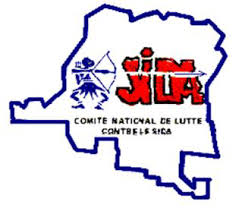 SIDA
COMITE NATIONAL DE LUTTE
CONTRE LE SIDA